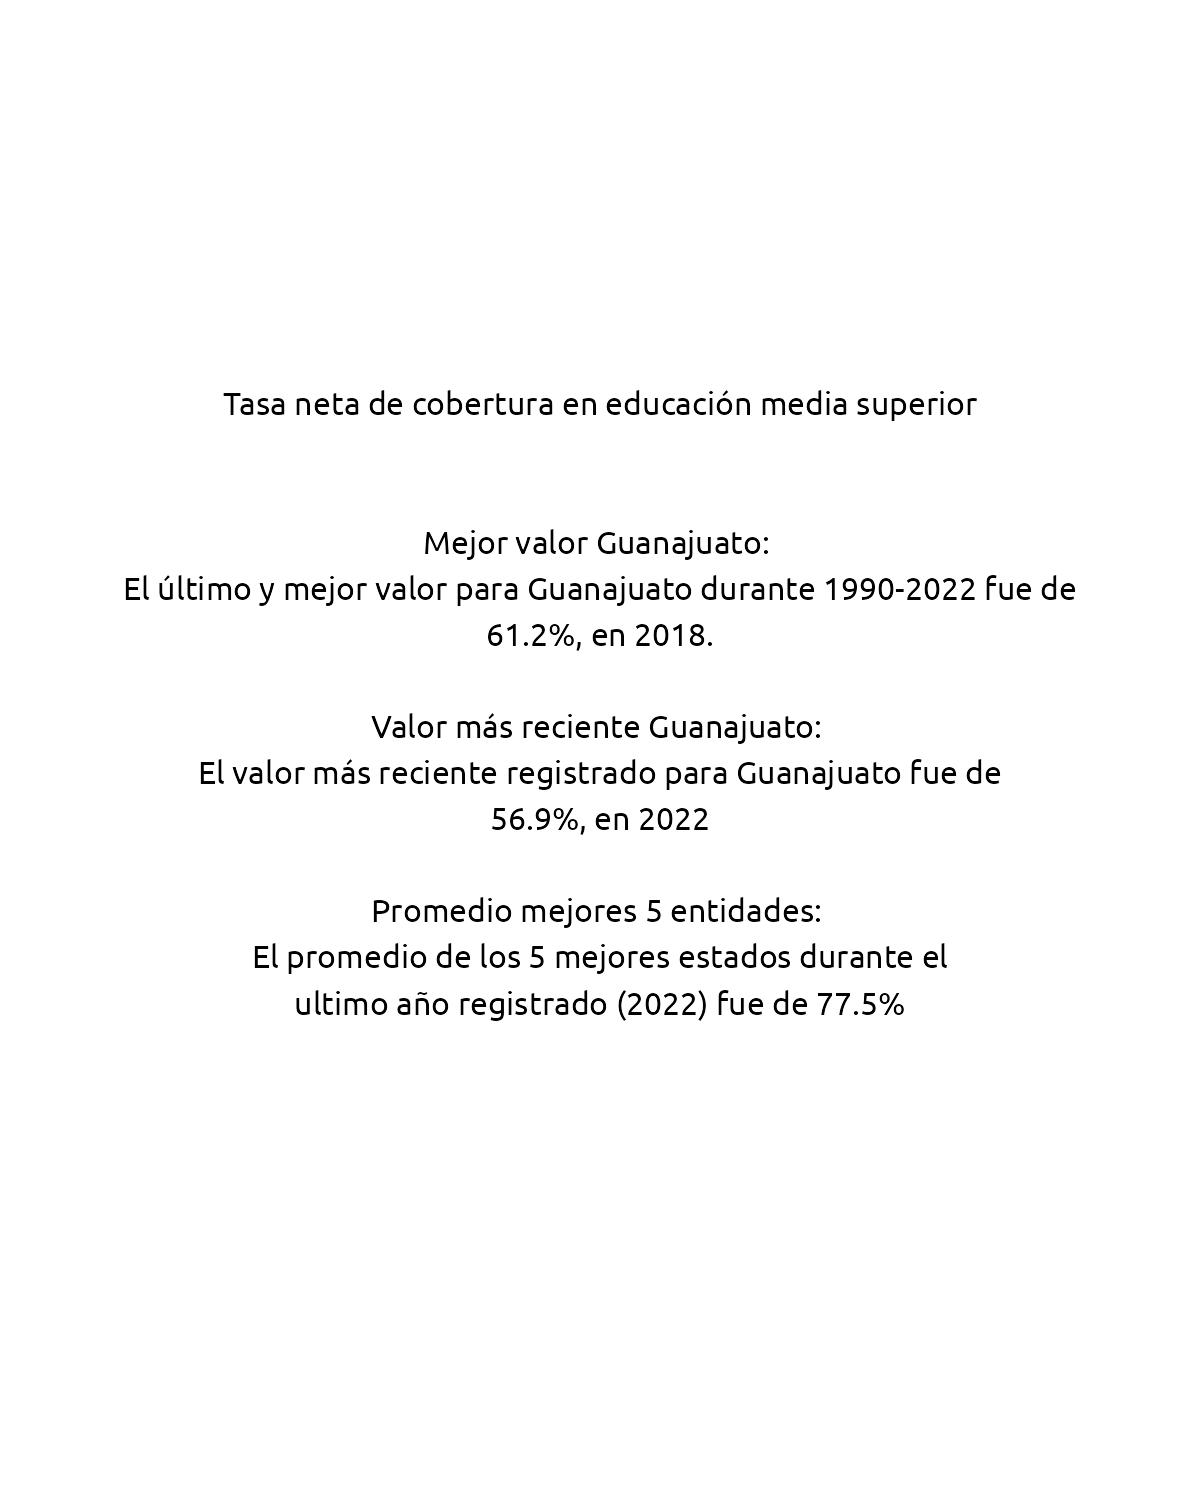 Tasa neta de cobertura en educación media superior
Mejor valor Guanajuato:
El último y mejor valor para Guanajuato durante 1990-2022 fue de
61.2%, en 2018.
Valor más reciente Guanajuato:
El valor más reciente registrado para Guanajuato fue de
56.9%, en 2022
Promedio mejores 5 entidades:
El promedio de los 5 mejores estados durante el
ultimo año registrado (2022) fue de 77.5%